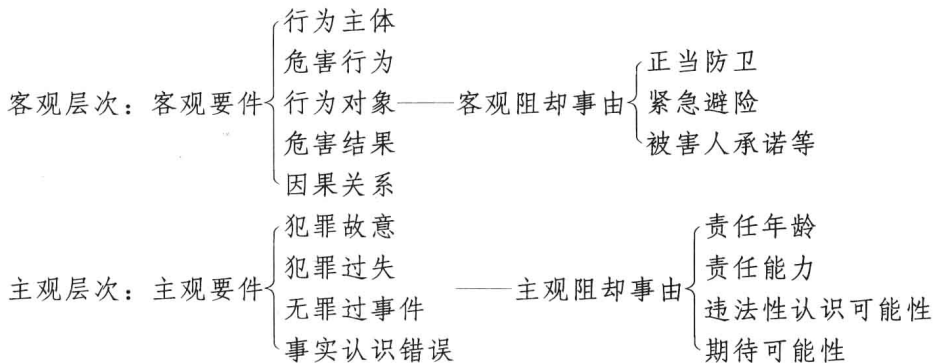 行为主体
危害行为
正当防卫
客观层次：客观要件 行为对象——客观阻却事由 紧急避险
危害结果
被害人承诺等
因果关系
犯罪故意
责任年龄
犯罪过失
责任能力
主观层次：主观要件 ——主观阻却事由
无罪过事件
违法性认识可能性
事实认识错误
期待可能性